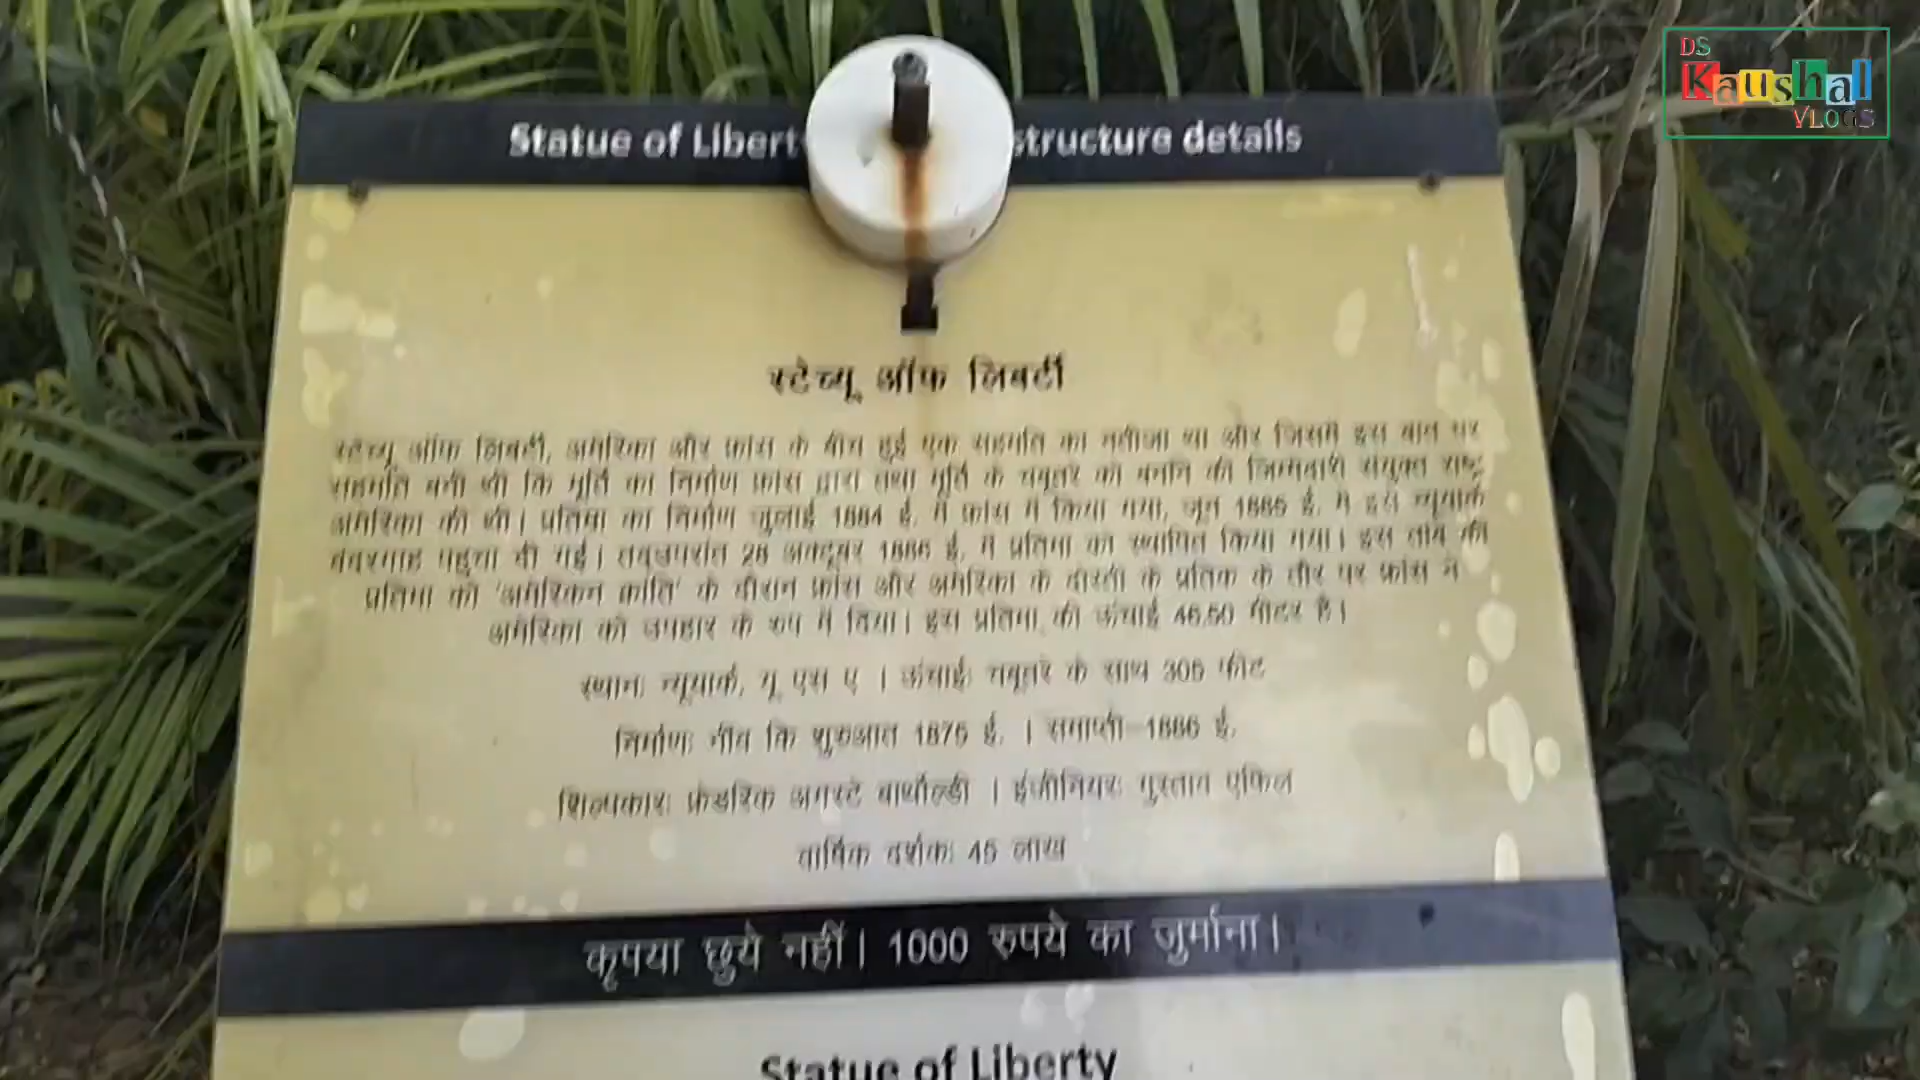 DS
Kaushal
VLOGS
Statue of Libert structure details
स्टेच्यू ऑफ लिबर्टी
स्टेच्यू ऑफ लिबर्टी, अमेरिका और फ्रांस के बीच हुई एक सहमति का नतीजा था और जिसमें इस बात पर
सहमति बनी थी कि मूर्ति का निर्माण फ्रांस द्वारा तथा मूर्ति के चबूतरे को बनाने की जिम्मेदारी संयुक्त राष्ट्र
अमेरिका की थी। प्रतिमा का निर्माण जुलाई 1884 ई. में फ्रांस में किया गया, जून 1885 ई. में इसे न्यूयार्क
बंदरगाह पहुंचा दी गई। तदउपरांत 28 अक्टूबर 1886 ई. में प्रतिमा को स्थापित किया गया। इस तांबे की
प्रतिमा को 'अमेरिकन क्रांति' के दौरान फ्रांस और अमेरिका के दोस्ती के प्रतिक के तौर पर फ्रांस ने
अमेरिका को उपहार के रुप में दिया। इस प्रतिमा की ऊंचाई 46.50 मीटर है।
स्थानः न्यूयार्क, यू एस ए । ऊंचाईः चबूतरे के साथ 305 फीट
निर्माणः नींव कि शुरुआत 1875 ई. । समाप्ती–1886 ई.
शिल्पकारः फ्रेडरिक अगस्टे बार्थोल्डी । इंजीनियरः गुस्ताव एफिल
वार्षिक दर्शकः 45 लाख
कृपया छुये नहीं। 1000 रुपये का जुर्माना।
Statue of Liberty